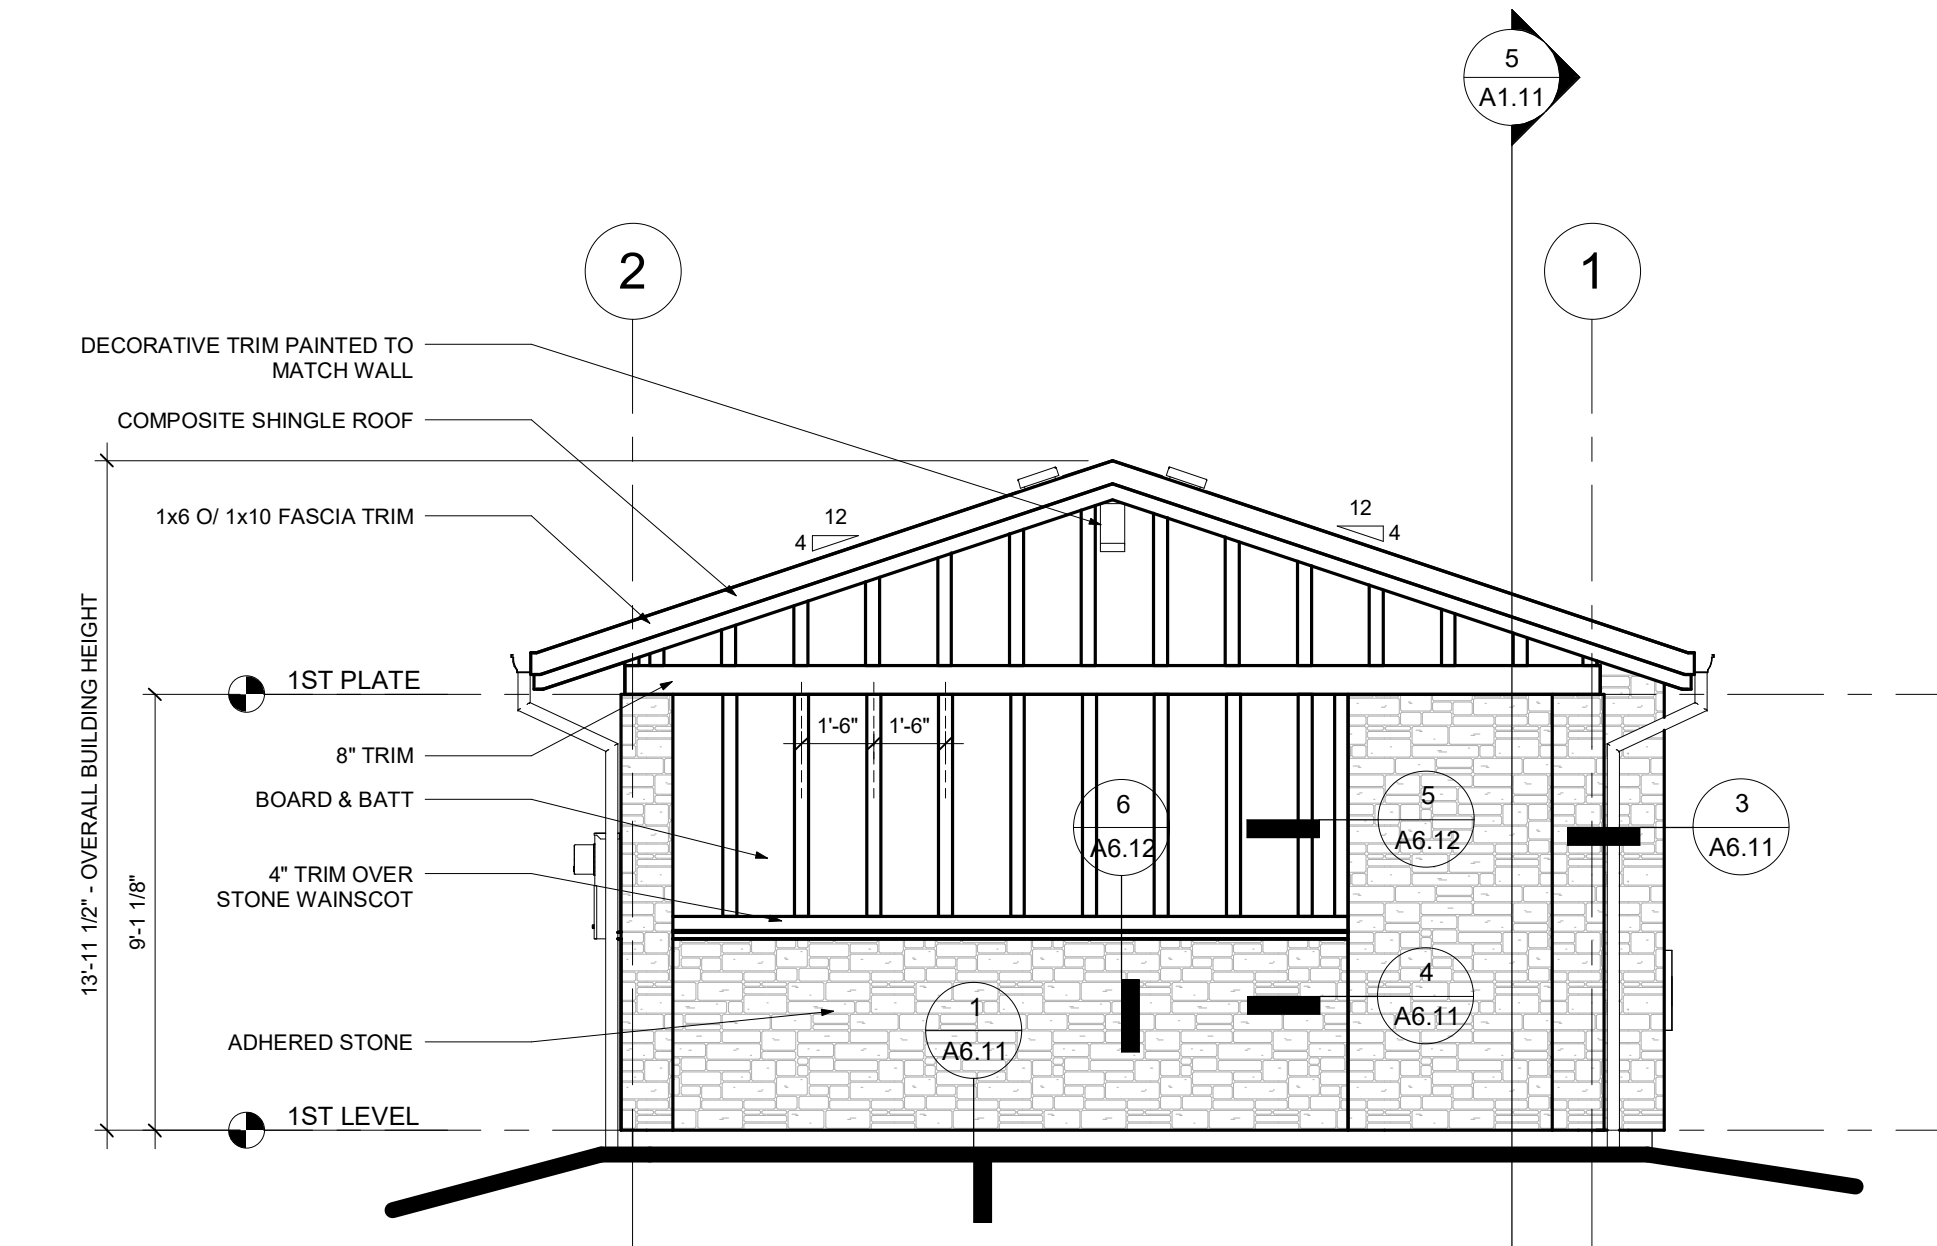 5
A1.11
2
1
DECORATIVE TRIM PAINTED TO
MATCH WALL
COMPOSITE SHINGLE ROOF
1x6 O/ 1x10 FASCIA TRIM
12
4
12
4
13'-11 1/2" - OVERALL BUILDING HEIGHT
9'-1 1/8"
1ST PLATE
8" TRIM
1'-6"
1'-6"
BOARD & BATT
4" TRIM OVER
STONE WAINSCOT
6
A6.12
5
A6.12
3
A6.11
ADHERED STONE
1
A6.11
4
A6.11
1ST LEVEL